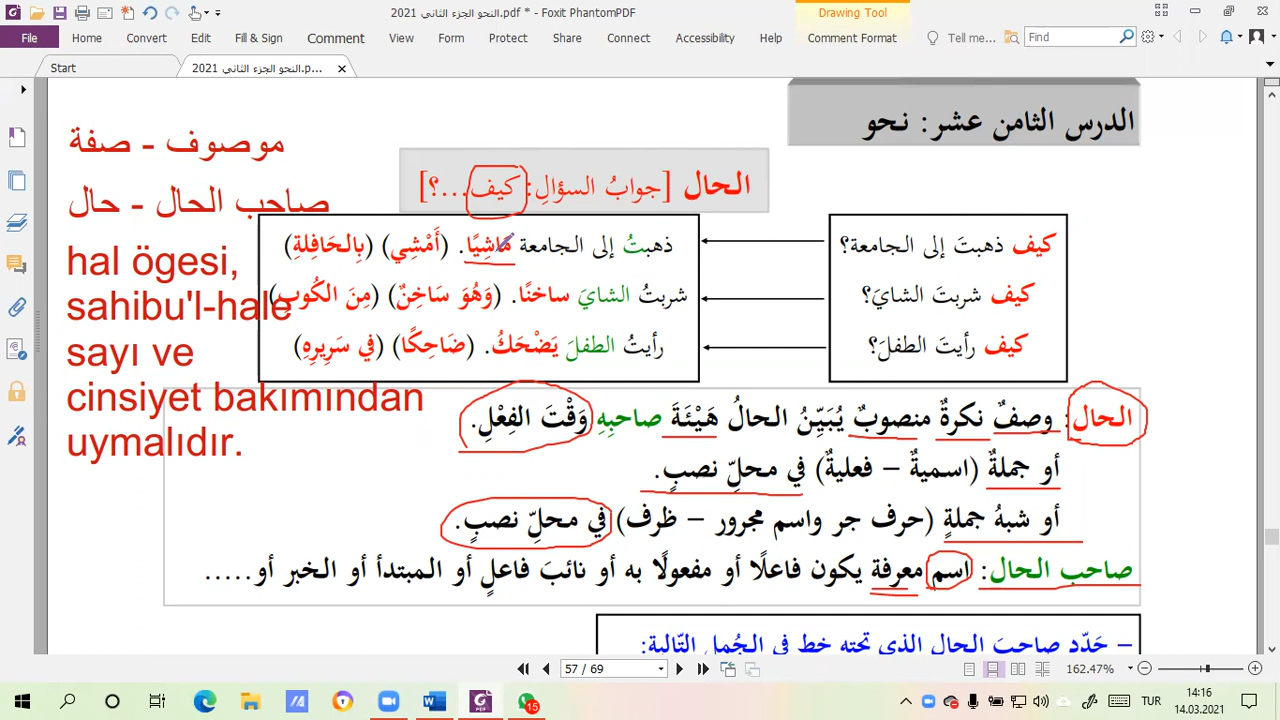 النحو الجزء الثاني 2021.pdf * - Foxit PhantomPDF
Drawing Tool
File Home Convert Edit Fill & Sign Comment View Form Protect Share Connect Accessibility Help Comment Format Tell me... Find
Start
النحو الجزء الثاني 2021.pd...
الدرس الثامن عشر: نحو
موصوف - صفة
الحال [جوابُ السؤالِ: كيف...؟]
صاحب الحال - حال
كيف ذهبتَ إلى الجامعة؟
ذهبتُ إلى الجامعة مَاشِيًا. (أَمْشِي) (بِالحَافِلةِ)
كيف شربتَ الشايَ؟
شربتُ الشايَ ساخنًا. (وَهُوَ سَاخِنٌ) (مِنَ الكُوبِ)
كيف رأيتَ الطفلَ؟
رأيتُ الطفلَ يَضْحَكُ. (ضَاحِكًا) (فِي سَرِيرِهِ)
hal ögesi,
sahibu'l-hale
sayı ve
cinsiyet bakımından
uymalıdır.
الحال: وصفٌ نكرةٌ منصوبٌ يُبَيِّنُ الحالُ هَيْئَةَ صاحبِهِ وَقْتَ الفِعْلِ.
أو جملةٌ (اسميةٌ – فعليةٌ) في محلِّ نصبٍ.
أو شبهُ جملةٍ (حرف جر واسم مجرور – ظرف) في محلِّ نصبٍ.
صاحب الحال: اسم معرفة يكون فاعلًا أو مفعولًا به أو نائبَ فاعلٍ أو المبتدأ أو الخبر أو.....
– حَدِّد صاحبَ الحال الذي تحته خط في الجُمل التّالية:
57 / 69
162.47%
15
TUR
14:16
14.03.2021